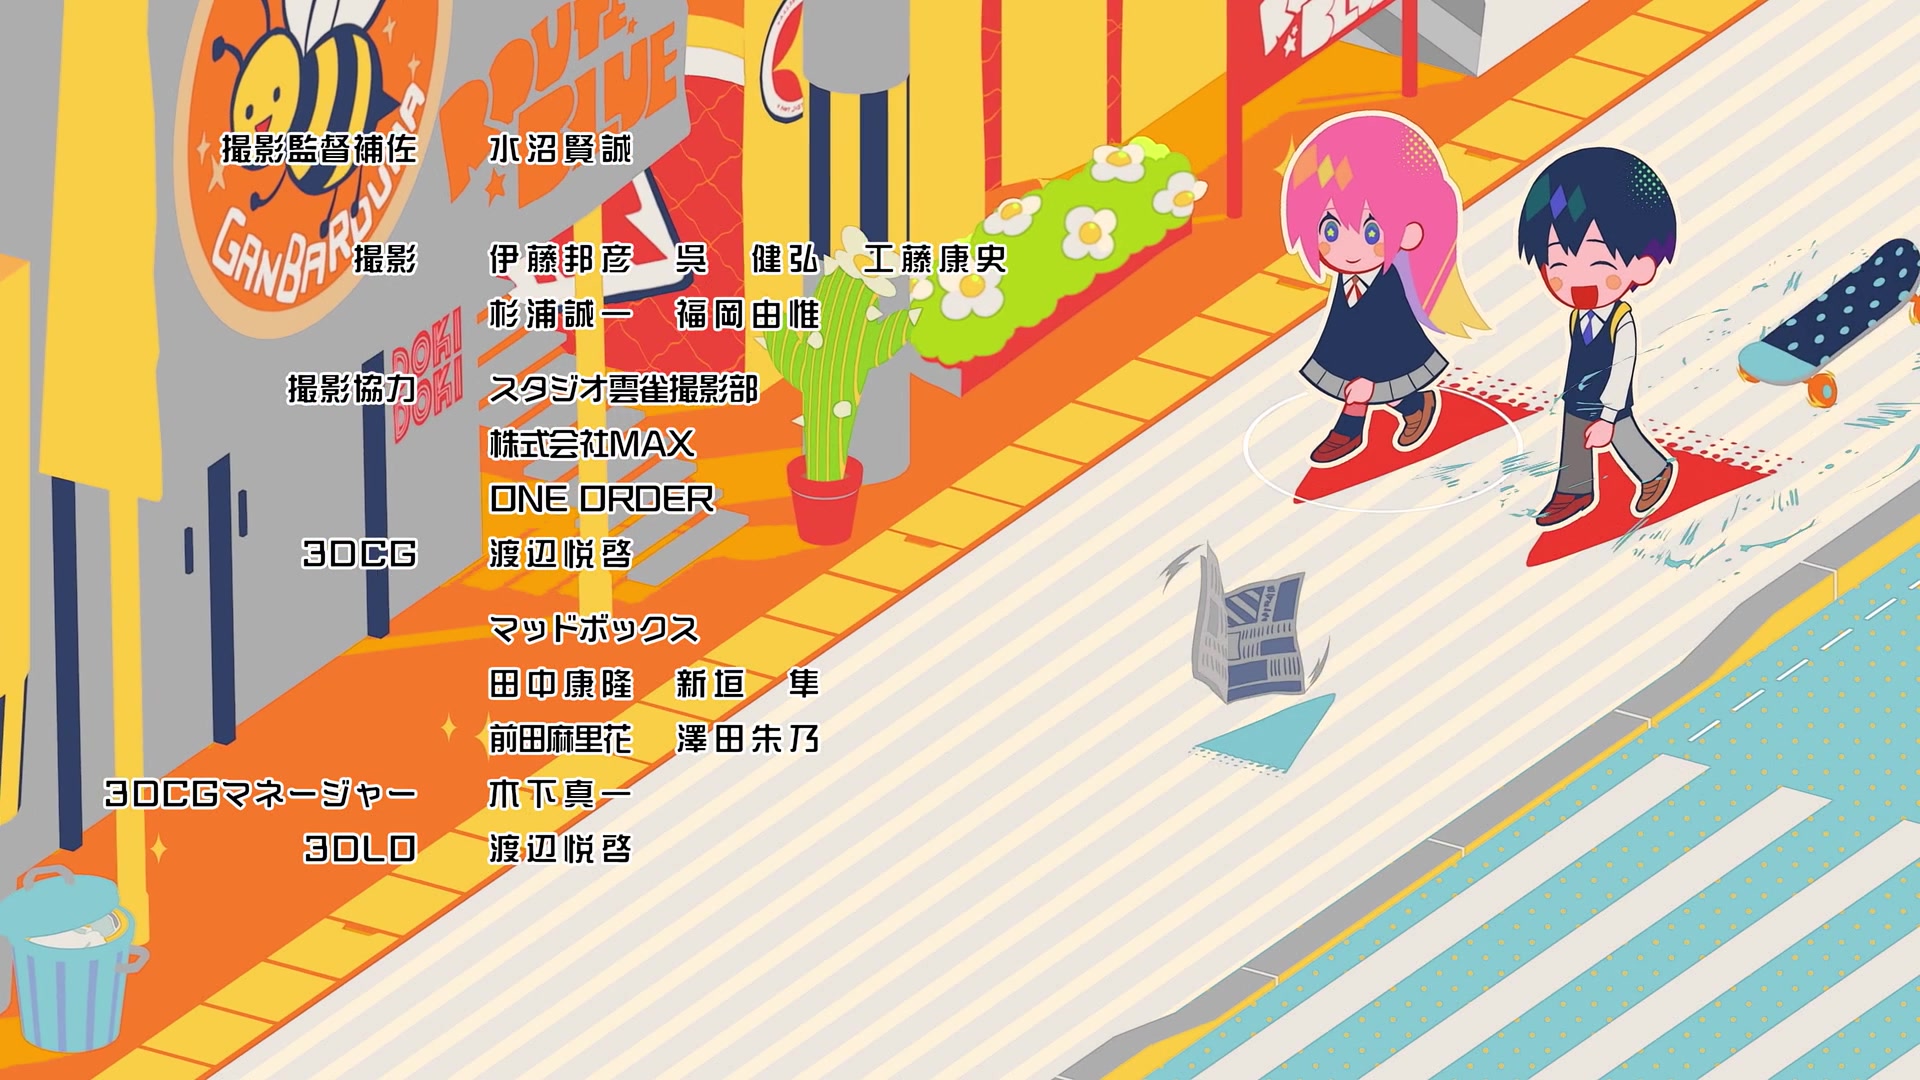 GANBAROUNA
ROUTE BLUE
DOKI
DOKI
撮影監督補佐 水沼賢誠
撮影 伊藤邦彦 呉 健弘 工藤康史
杉浦誠一 福岡由惟
撮影協力 スタジオ雲雀撮影部
株式会社MAX
ONE ORDER
3DCG 渡辺悦啓
マッドボックス
田中康隆 新垣 隼
前田麻里花 澤田朱乃
3DCGマネージャー 木下真一
3DLO 渡辺悦啓